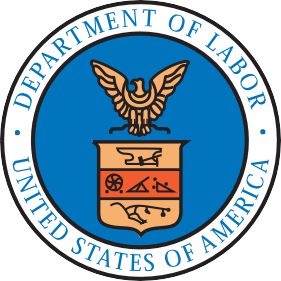 DEPARTMENT OF LABOR
UNITED STATES OF AMERICA